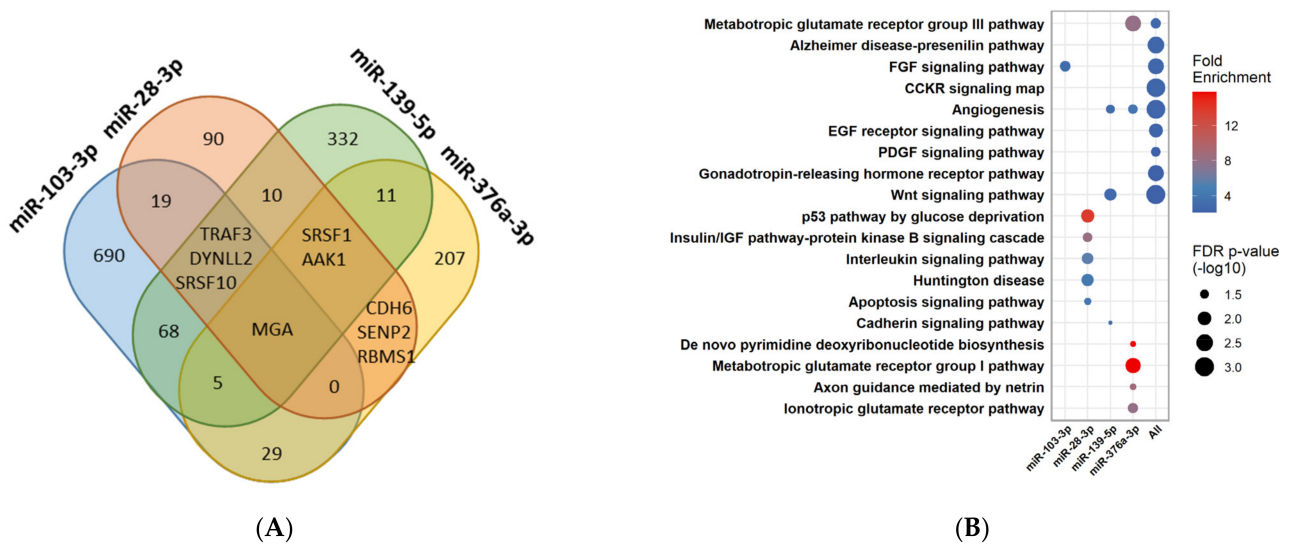 miR-103-3p
miR-28-3p
miR-139-5p
miR-376a-3p
90
332
19
10
11
690
TRAF3
DYNLL2
SRSF10
SRSF1
AAK1
207
CDH6
SENP2
RBMS1
68
MGA
5
0
29
(A)
Metabotropic glutamate receptor group III pathway
Alzheimer disease-presenilin pathway
FGF signaling pathway
CCKR signaling map
Angiogenesis
EGF receptor signaling pathway
PDGF signaling pathway
Gonadotropin-releasing hormone receptor pathway
Wnt signaling pathway
p53 pathway by glucose deprivation
Insulin/IGF pathway-protein kinase B signaling cascade
Interleukin signaling pathway
Huntington disease
Apoptosis signaling pathway
Cadherin signaling pathway
De novo pyrimidine deoxyribonucleotide biosynthesis
Metabotropic glutamate receptor group I pathway
Axon guidance mediated by netrin
Ionotropic glutamate receptor pathway
miR-103-3p
miR-28-3p
miR-139-5p
miR-376a-3p
All
Fold
Enrichment
12
8
4
FDR p-value
(-log10)
1.5
2.0
2.5
3.0
(B)